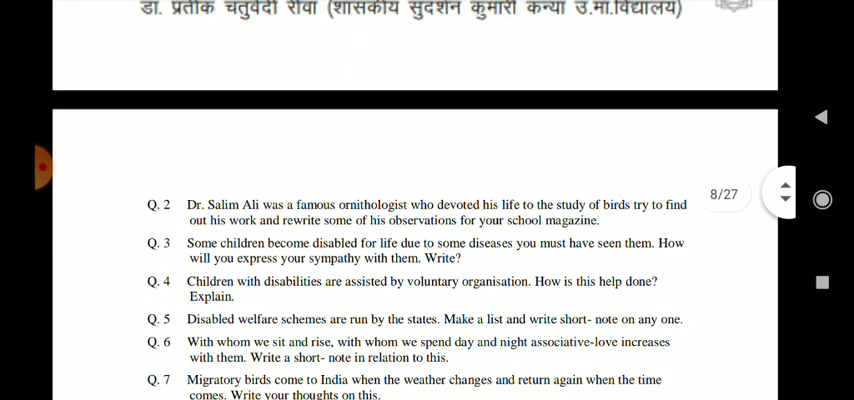 डा. प्रतीक चतुर्वेदी रीवा (शासकीय सुदर्शन कुमारी कन्या उ.मा.विद्यालय)
8/27
Q. 2 Dr. Salim Ali was a famous ornithologist who devoted his life to the study of birds try to find
out his work and rewrite some of his observations for your school magazine.
Q. 3 Some children become disabled for life due to some diseases you must have seen them. How
will you express your sympathy with them. Write?
Q. 4 Children with disabilities are assisted by voluntary organisation. How is this help done?
Explain.
Q. 5 Disabled welfare schemes are run by the states. Make a list and write short- note on any one.
Q. 6 With whom we sit and rise, with whom we spend day and night associative-love increases
with them. Write a short- note in relation to this.
Q. 7 Migratory birds come to India when the weather changes and return again when the time
comes. Write your thoughts on this.